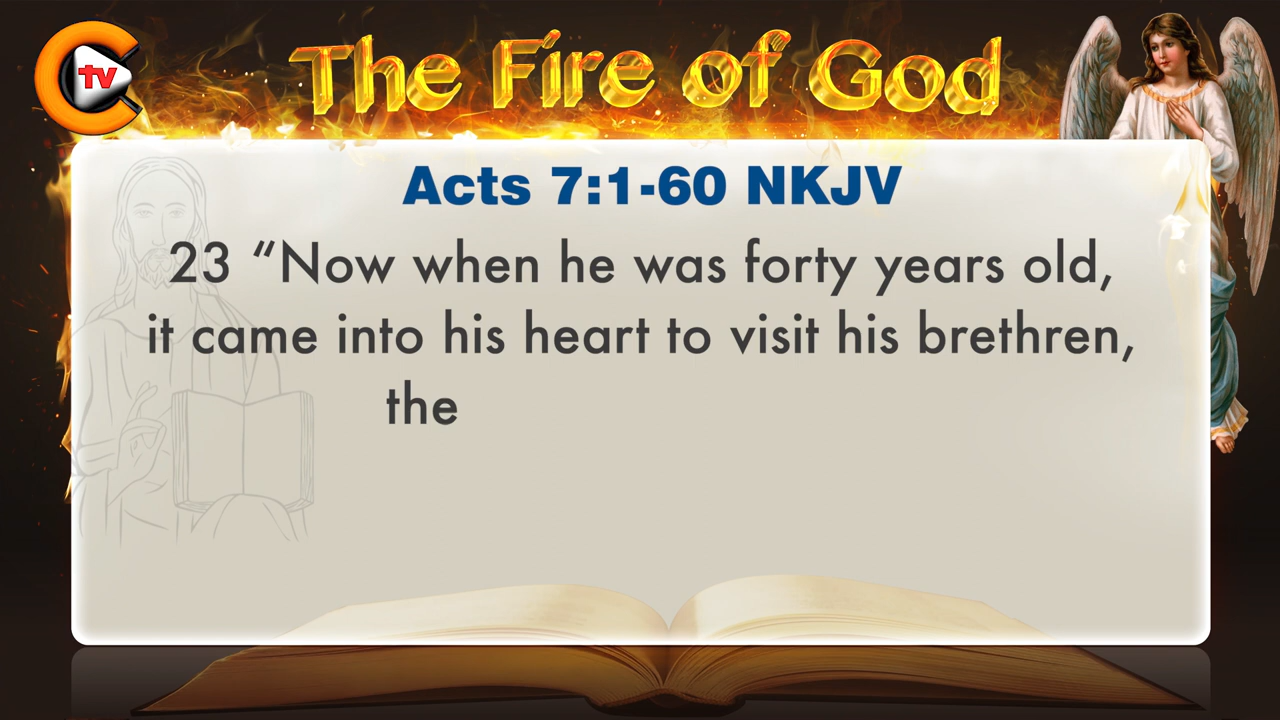 tv
The Fire of God
Acts 7:1-60 NKJV
23 “Now when he was forty years old,
it came into his heart to visit his brethren,
the